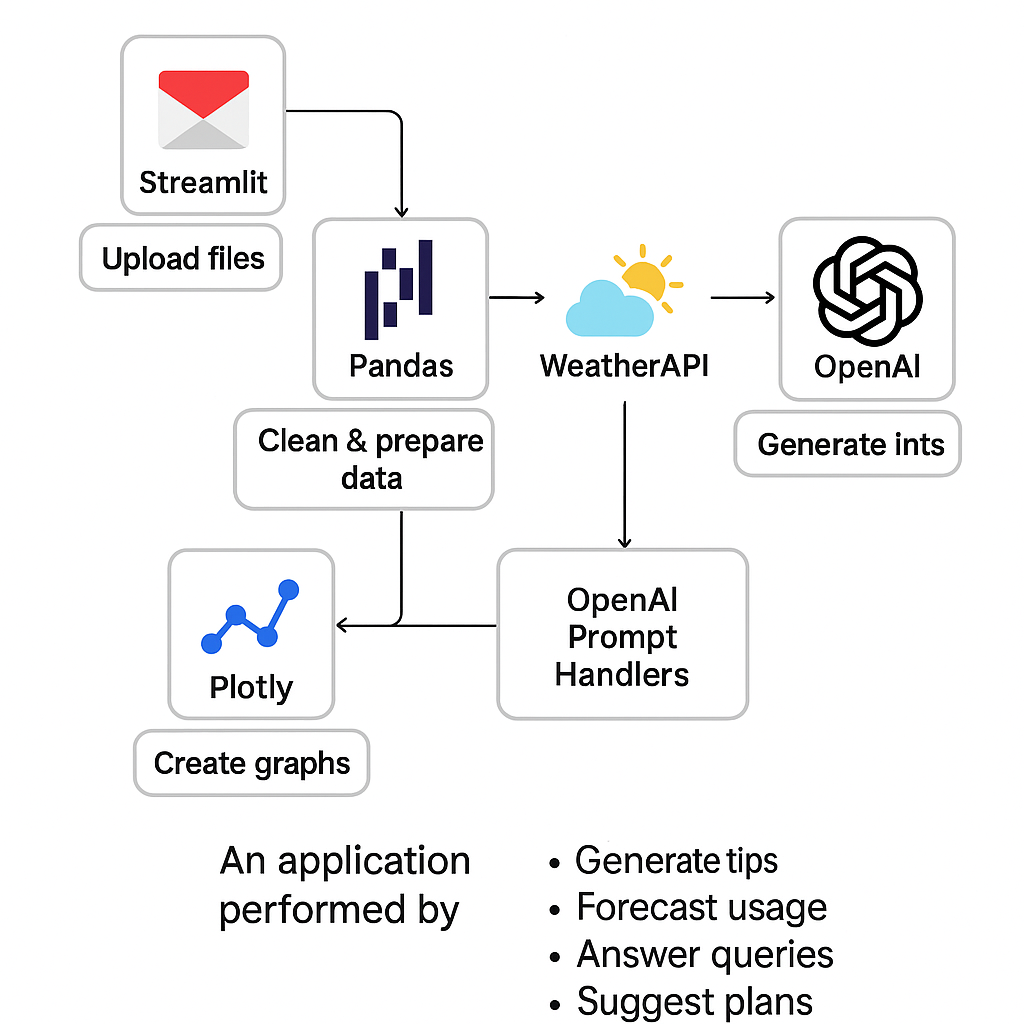 Streamlit
Upload files
Pandas
Clean & prepare
data
WeatherAPI
OpenAI
Generate ints
OpenAI
Prompt
Handlers
Plotly
Create graphs
An application
performed by
• Generate tips
• Forecast usage
• Answer queries
• Suggest plans